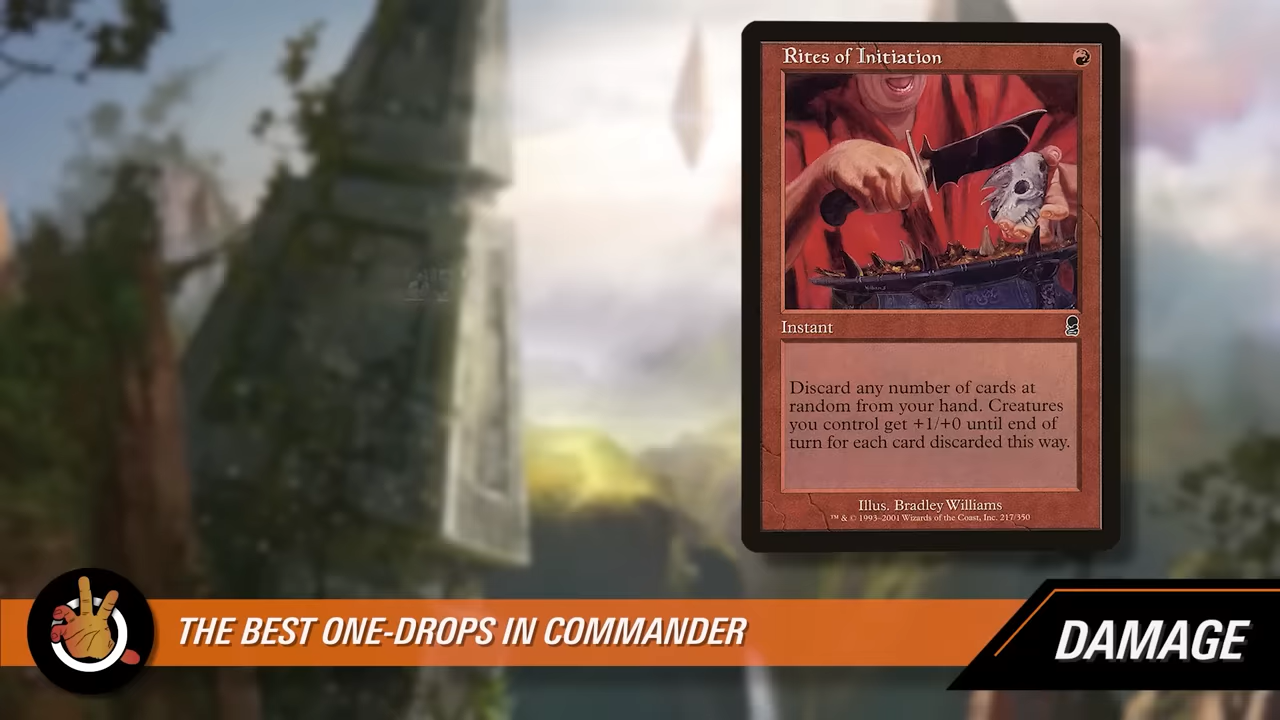 Rites of Initiation
Instant
Discard any number of cards at
random from your hand. Creatures
you control get +1/+0 until end of
turn for each card discarded this way.
Illus. Bradley Williams
™ & © 1993–2001 Wizards of the Coast, Inc. 217/350
THE BEST ONE-DROPS IN COMMANDER
DAMAGE